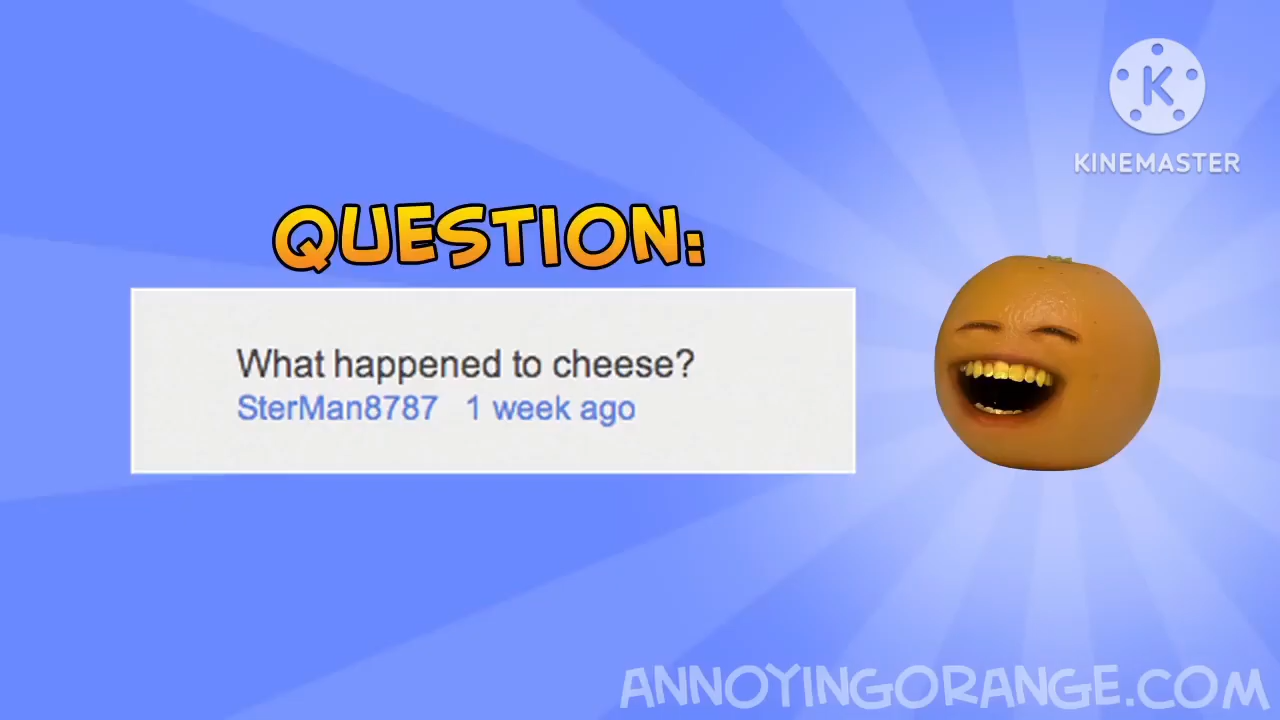 K
KINEMASTER
QUESTION:
What happened to cheese?
SterMan8787 1 week ago
ANNOYINGORANGE.COM